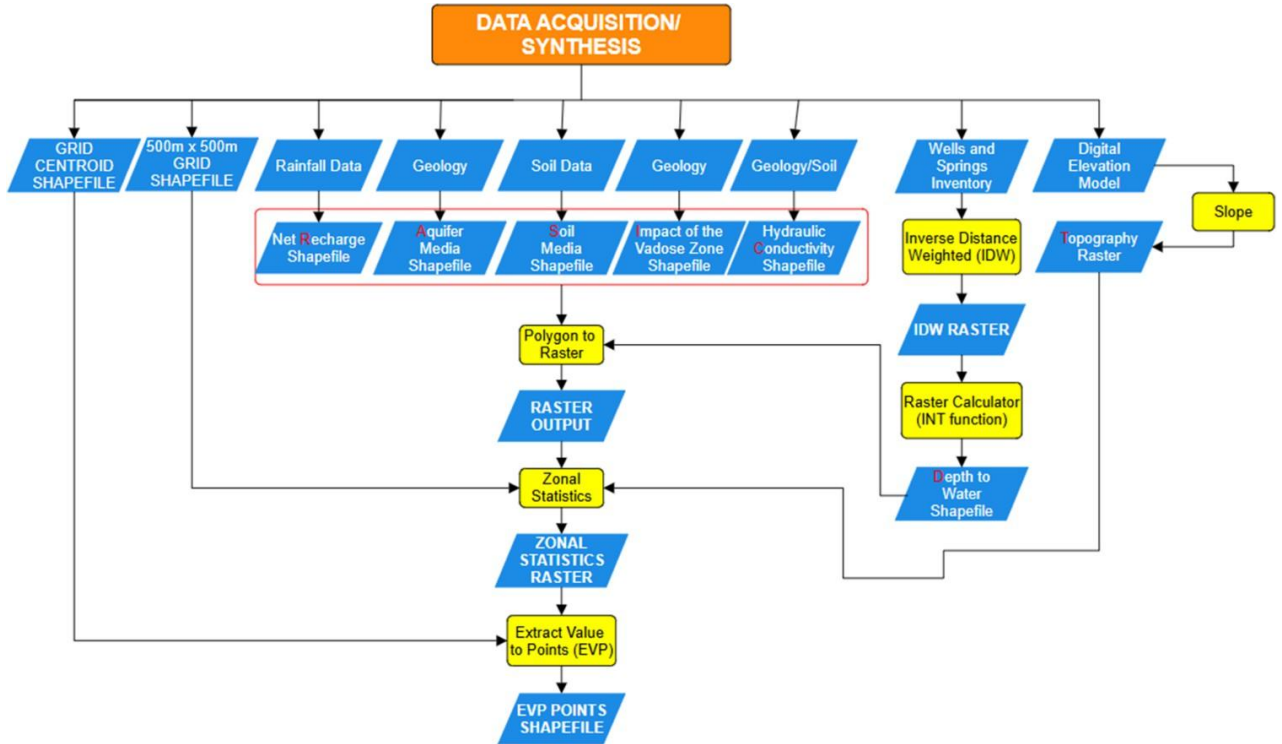 DATA ACQUISITION/
SYNTHESIS
GRID
CENTROID
SHAPEFILE
500m x 500m
GRID
SHAPEFILE
Rainfall Data
Geology
Soil Data
Geology
Geology/Soil
Wells and
Springs
Inventory
Digital
Elevation
Model
Slope
Net Recharge
Shapefile
Aquifer
Media
Shapefile
Soil
Media
Shapefile
Impact of the
Vadose Zone
Shapefile
Hydraulic
Conductivity
Shapefile
Inverse Distance
Weighted (IDW)
Topography
Raster
Polygon to
Raster
IDW RASTER
RASTER
OUTPUT
Raster Calculator
(INT function)
Zonal
Statistics
Depth to
Water
Shapefile
ZONAL
STATISTICS
RASTER
Extract Value
to Points (EVP)
EVP POINTS
SHAPEFILE